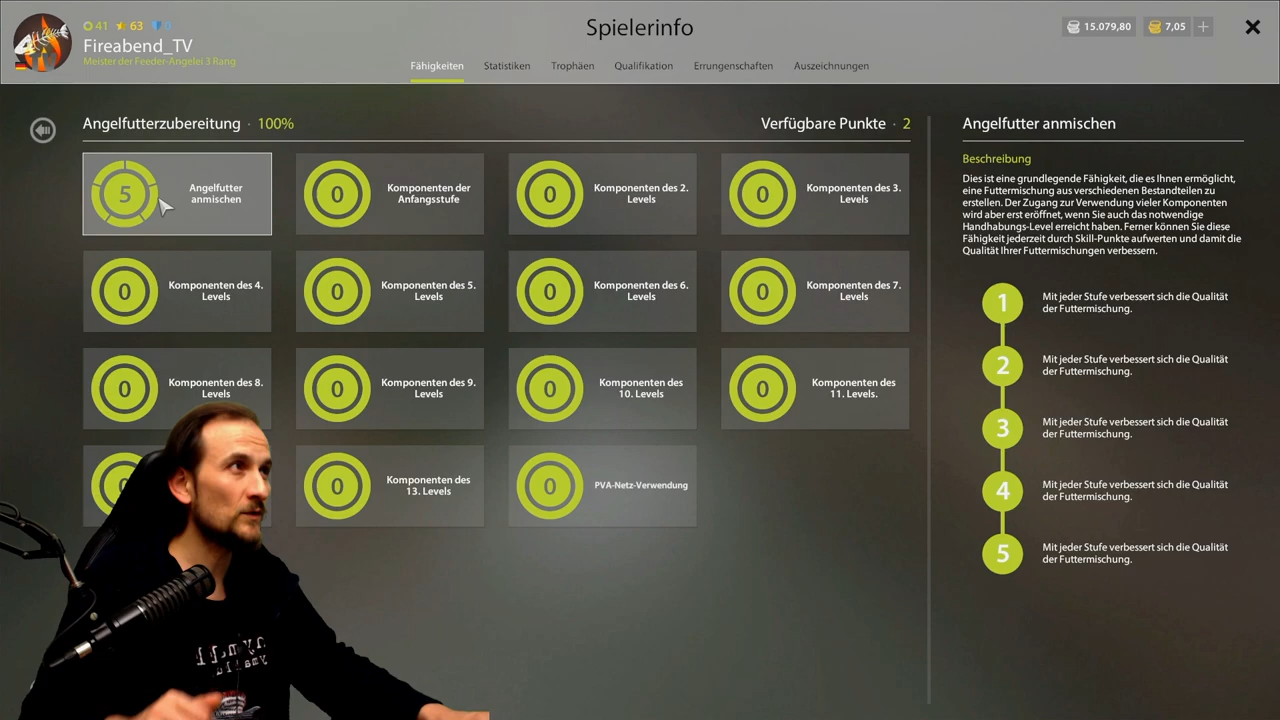 41 63 0
Fireabend_TV
Meister der Feeder-Angelei 3 Rang
Spielerinfo
15.079,80
7,05
Fähigkeiten Statistiken Trophäen Qualifikation Errungenschaften Auszeichnungen
Angelfutterzubereitung · 100%
Verfügbare Punkte · 2
5
Angelfutter
anmischen
0
Komponenten der
Anfangsstufe
0
Komponenten des 2.
Levels
0
Komponenten des 3.
Levels
0
Komponenten des 4.
Levels
0
Komponenten des 5.
Levels
0
Komponenten des 6.
Levels
0
Komponenten des 7.
Levels
0
Komponenten des 8.
Levels
0
Komponenten des 9.
Levels
0
Komponenten des
10. Levels
0
Komponenten des
11. Levels.
0
Komponenten des
13. Levels
0
PVA-Netz-Verwendung
Angelfutter anmischen
Beschreibung
Dies ist eine grundlegende Fähigkeit, die es Ihnen ermöglicht,
eine Futtermischung aus verschiedenen Bestandteilen zu
erstellen. Der Zugang zur Verwendung vieler Komponenten
wird aber erst eröffnet, wenn Sie auch das notwendige
Handhabungs-Level erreicht haben. Ferner können Sie diese
Fähigkeit jederzeit durch Skill-Punkte aufwerten und damit die
Qualität Ihrer Futtermischungen verbessern.
1
Mit jeder Stufe verbessert sich die Qualität
der Futtermischung.
2
Mit jeder Stufe verbessert sich die Qualität
der Futtermischung.
3
Mit jeder Stufe verbessert sich die Qualität
der Futtermischung.
4
Mit jeder Stufe verbessert sich die Qualität
der Futtermischung.
5
Mit jeder Stufe verbessert sich die Qualität
der Futtermischung.